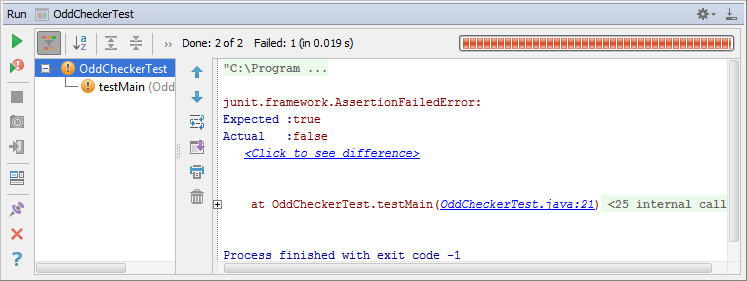 Run OddCheckerTest
» Done: 2 of 2 Failed: 1 (in 0.019 s)
OddCheckerTest
testMain (Odd
"C:\Program ...
junit.framework.AssertionFailedError:
Expected :true
Actual :false
<Click to see difference>
at OddCheckerTest.testMain(OddCheckerTest.java:21) <25 internal call
Process finished with exit code -1